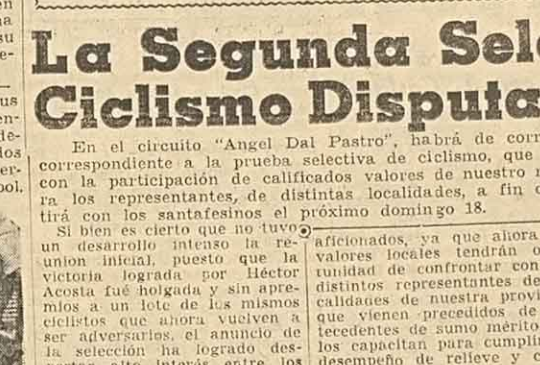 La Segunda Sel
Ciclismo Disputa
En el circuito "Angel Dal Pastro", habrá de corr
correspondiente a la prueba selectiva de ciclismo, que
con la participación de calificados valores de nuestro
ra los representantes, de distintas localidades, a fin
tirá con los santafesinos el próximo domingo 18.
Si bien es cierto que no tuvo
un desarrollo intenso la re-
unión inicial, puesto que la
victoria lograda por Héctor
Acosta fué holgada y sin apre-
mios a un lote de los mismos
ciclistas que ahora vuelven a
ser adversarios, el anuncio de
la selección ha logrado des-
aficionados, ya que ahora
valores locales tendrán o
tunidad de confrontar con
distintos representantes de
calidades de nuestra provi
que vienen precedidos de
tecedentes de sumo mérito
los capacitan para cumplir
desempeño de relieve y c